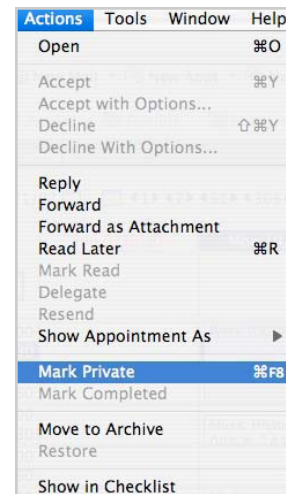 Actions Tools Window Help
Open ⌘O
Accept ⌘Y
Accept with Options...
Decline ⇧⌘Y
Decline With Options...
Reply
Forward
Forward as Attachment
Read Later ⌘R
Mark Read
Delegate
Resend
Show Appointment As ▶
Mark Private ⌘F8
Mark Completed
Move to Archive
Restore
Show in Checklist